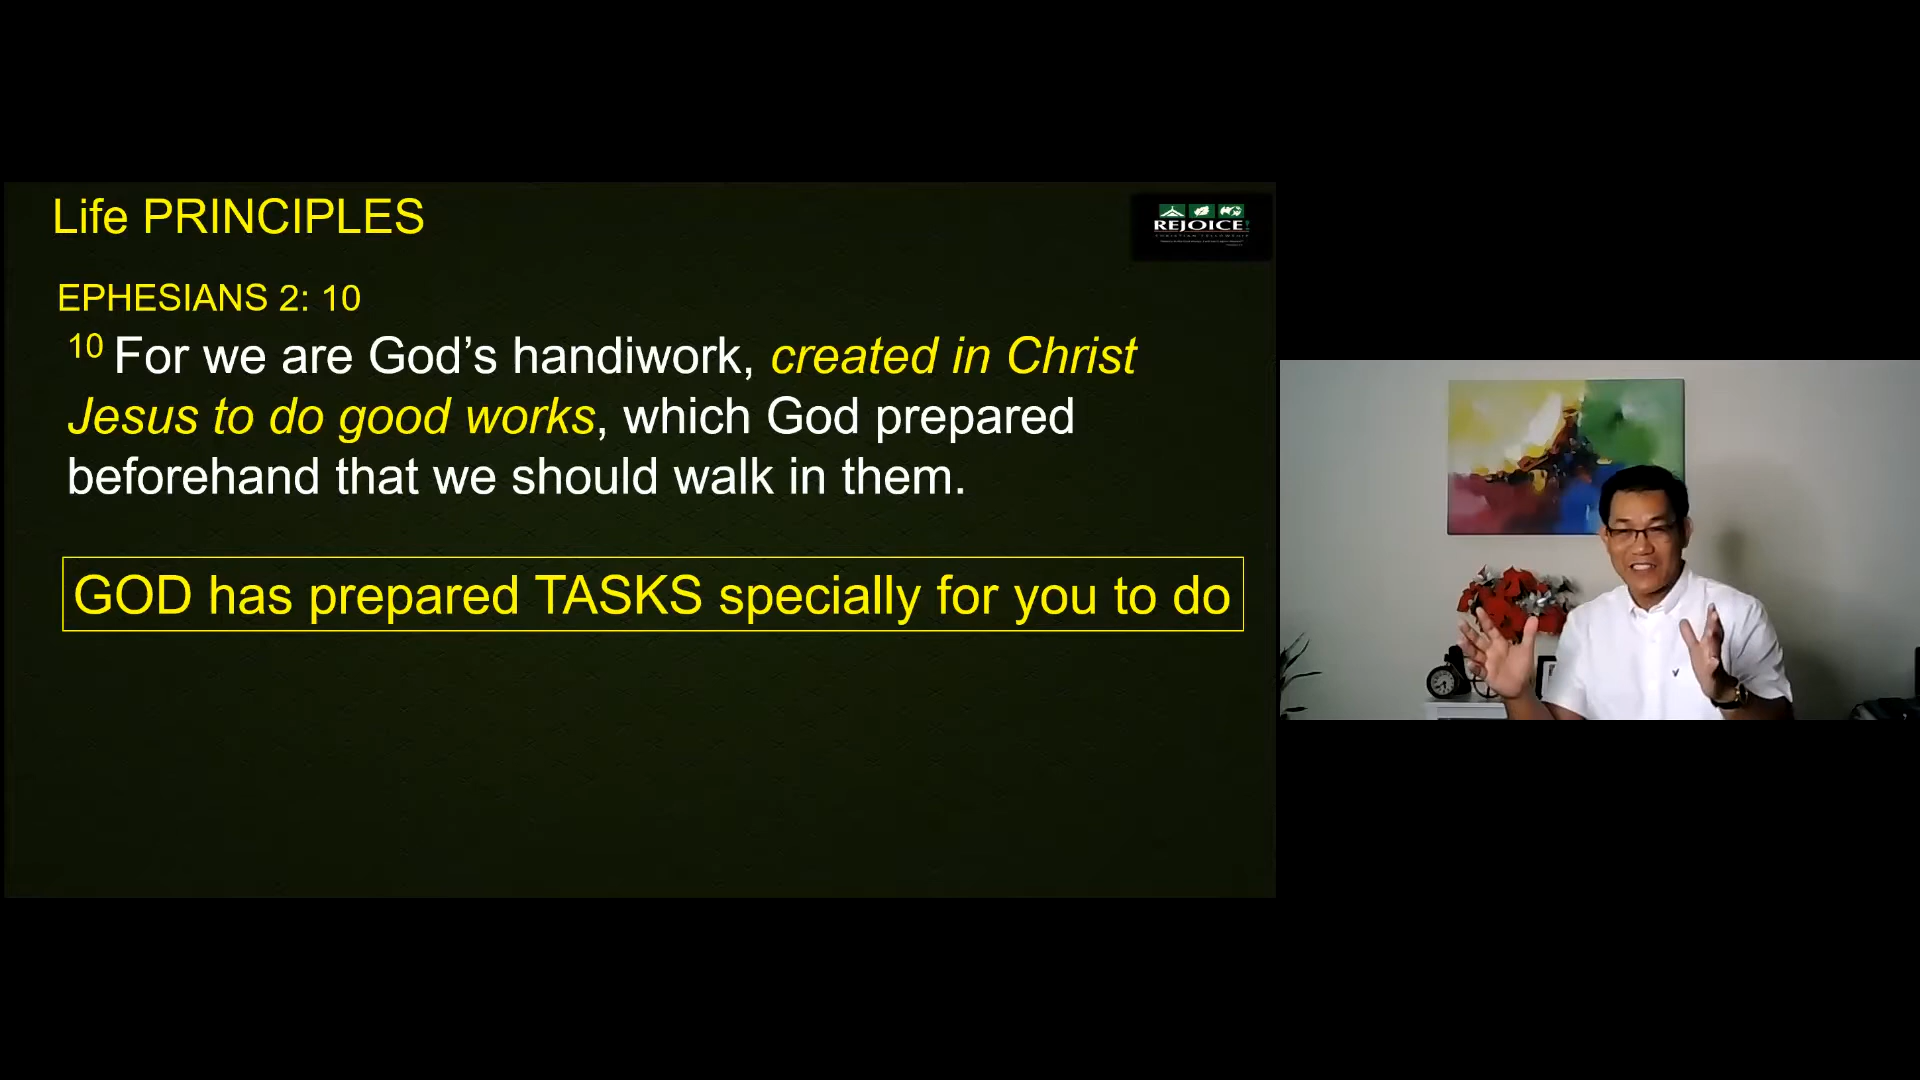 Life PRINCIPLES
REJOICE!
EPHESIANS 2: 10
10 For we are God’s handiwork, created in Christ
Jesus to do good works, which God prepared
beforehand that we should walk in them.
GOD has prepared TASKS specially for you to do